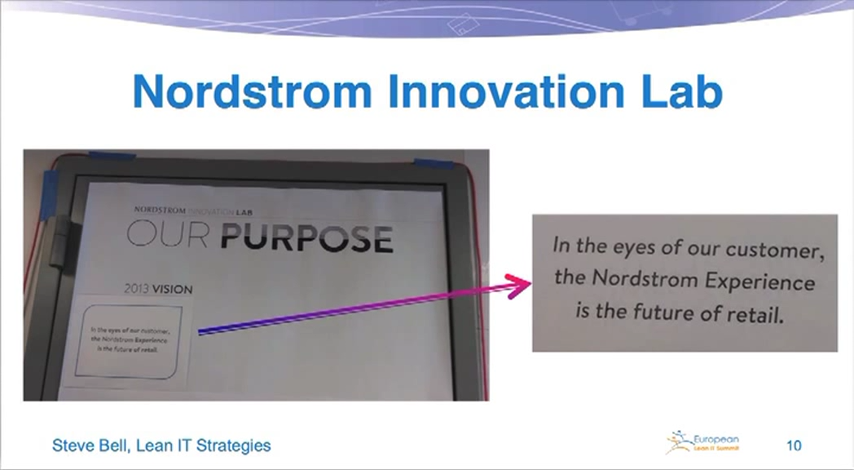 Nordstrom Innovation Lab
NORDSTROM INNOVATION LAB
OUR PURPOSE
2013 VISION
In the eyes of our customer,
the Nordstrom Experience
is the future of retail.
In the eyes of our customer,
the Nordstrom Experience
is the future of retail.
Steve Bell, Lean IT Strategies
European
Lean IT Summit
10